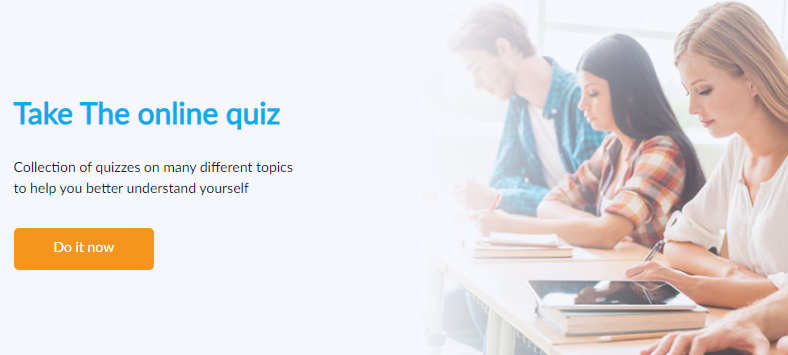 Take The online quiz
Collection of quizzes on many different topics
to help you better understand yourself
Do it now